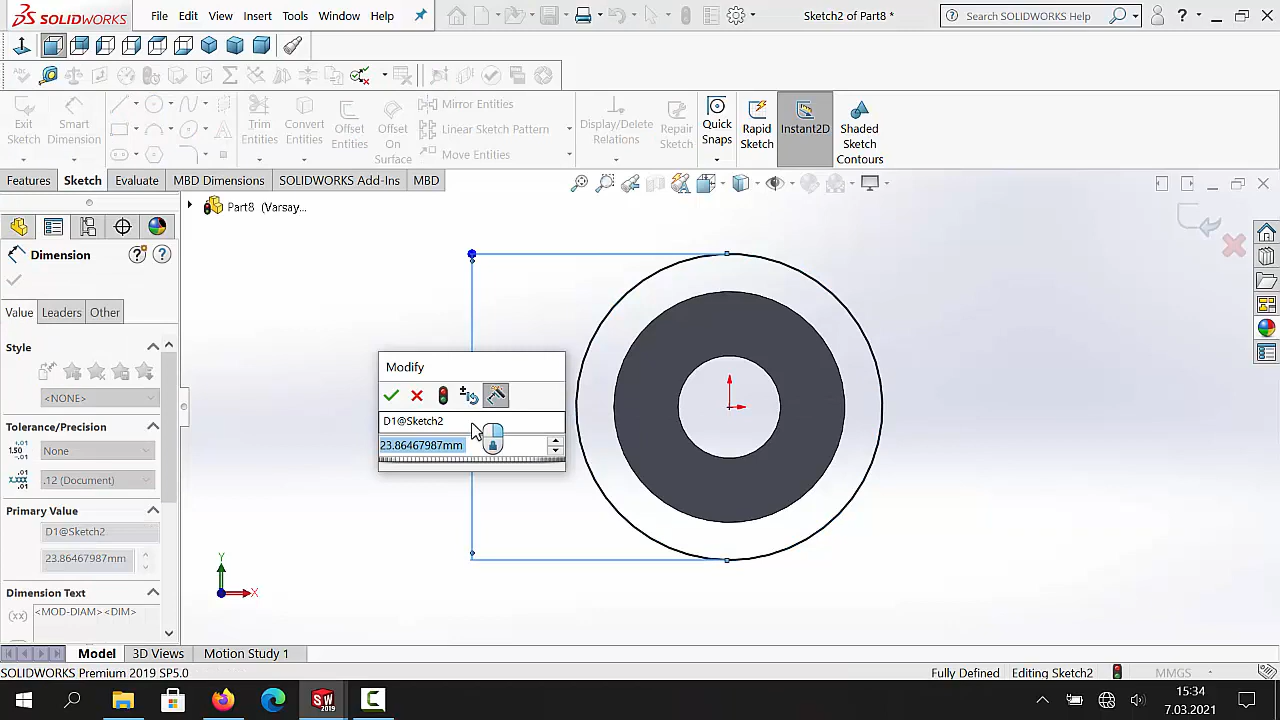 SOLIDWORKS
File Edit View Insert Tools Window Help
Sketch2 of Part8 *
Search SOLIDWORKS Help
?
Exit Sketch
Smart Dimension
Trim Entities
Convert Entities
Offset Entities
Offset On Surface
Mirror Entities
Linear Sketch Pattern
Move Entities
Display/Delete Relations
Repair Sketch
Quick Snaps
Rapid Sketch
Instant2D
Shaded Sketch Contours
Features Sketch Evaluate MBD Dimensions SOLIDWORKS Add-Ins MBD
Part8 (Varsay...
Dimension
Value Leaders Other
Style
<NONE>
Tolerance/Precision
None
.12 (Document)
Primary Value
D1@Sketch2
23.86467987mm
Dimension Text
(xx)
<MOD-DIAM><DIM>
Modify
D1@Sketch2
23.86467987mm
Y
X
Model 3D Views Motion Study 1
SOLIDWORKS Premium 2019 SP5.0
Fully Defined Editing Sketch2 MMGS
SW 2019
15:34
7.03.2021